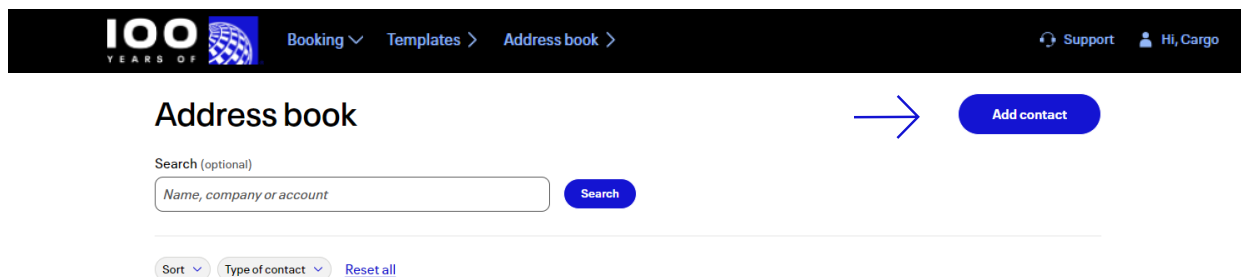 100
YEARS OF
Booking
Templates
Address book
Support
Hi, Cargo
Address book
Add contact
Search (optional)
Name, company or account
Search
Sort
Type of contact
Reset all